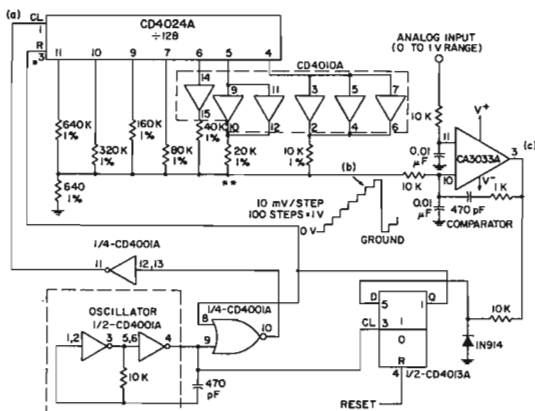 (a)
CL
1
R
*
3
CD4024A
÷128
11
10
9
7
6
5
4
CD4010A
14
15
9
10
11
12
3
2
5
4
7
6
640K
1%
320K
1%
160K
1%
80K
1%
40K
1%
20K
1%
10K
1%
640
1%
**
(b)
10 mV/STEP
100 STEPS=1V
0V
GROUND
ANALOG INPUT
(0 TO 1V RANGE)
10K
11
0.01
μF
10K
10
0.01
μF
V+
CA3033A
V-
3
(c)
1K
470 pF
COMPARATOR
1/4-CD4001A
11
12,13
OSCILLATOR
1/2-CD4001A
1,2
3
5,6
4
10K
470
pF
1/4-CD4001A
8
9
10
D
5
1
Q
CL
3
1
0
R
4
1/2-CD4013A
RESET
10K
1N914